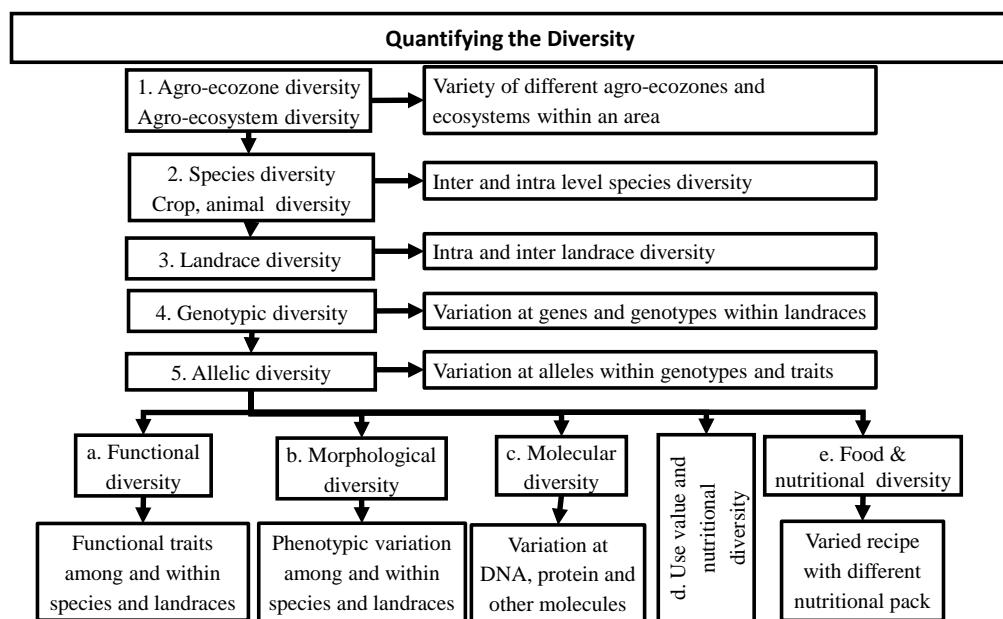 Quantifying the Diversity
1. Agro-ecozone diversity
Agro-ecosystem diversity
Variety of different agro-ecozones and
ecosystems within an area
2. Species diversity
Crop, animal diversity
Inter and intra level species diversity
3. Landrace diversity
Intra and inter landrace diversity
4. Genotypic diversity
Variation at genes and genotypes within landraces
5. Allelic diversity
Variation at alleles within genotypes and traits
a. Functional
diversity
Functional traits
among and within
species and landraces
b. Morphological
diversity
Phenotypic variation
among and within
species and landraces
c. Molecular
diversity
Variation at
DNA, protein and
other molecules
d. Use value and
nutritional
diversity
e. Food &
nutritional diversity
Varied recipe
with different
nutritional pack